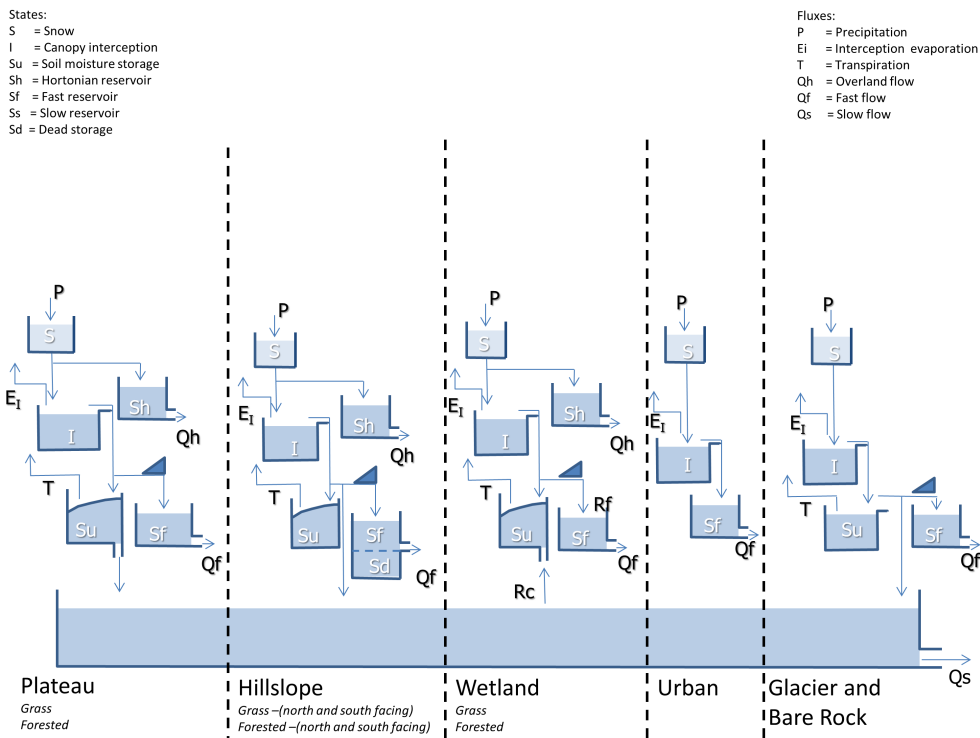 States:
S = Snow
I = Canopy interception
Su = Soil moisture storage
Sh = Hortonian reservoir
Sf = Fast reservoir
Ss = Slow reservoir
Sd = Dead storage
Fluxes:
P = Precipitation
Ei = Interception evaporation
T = Transpiration
Qh = Overland flow
Qf = Fast flow
Qs = Slow flow
P
S
EI
Sh
I
Qh
T
Su
Sf
Qf
P
S
EI
Sh
I
Qh
T
Su
Sf
Sd
Qf
P
S
EI
Sh
I
Qh
T
Rf
Su
Sf
Qf
Rc
P
S
EI
I
Sf
Qf
P
S
EI
I
T
Su
Sf
Qf
Qs
Plateau
Grass
Forested
Hillslope
Grass –(north and south facing)
Forested –(north and south facing)
Wetland
Grass
Forested
Urban
Glacier and
Bare Rock